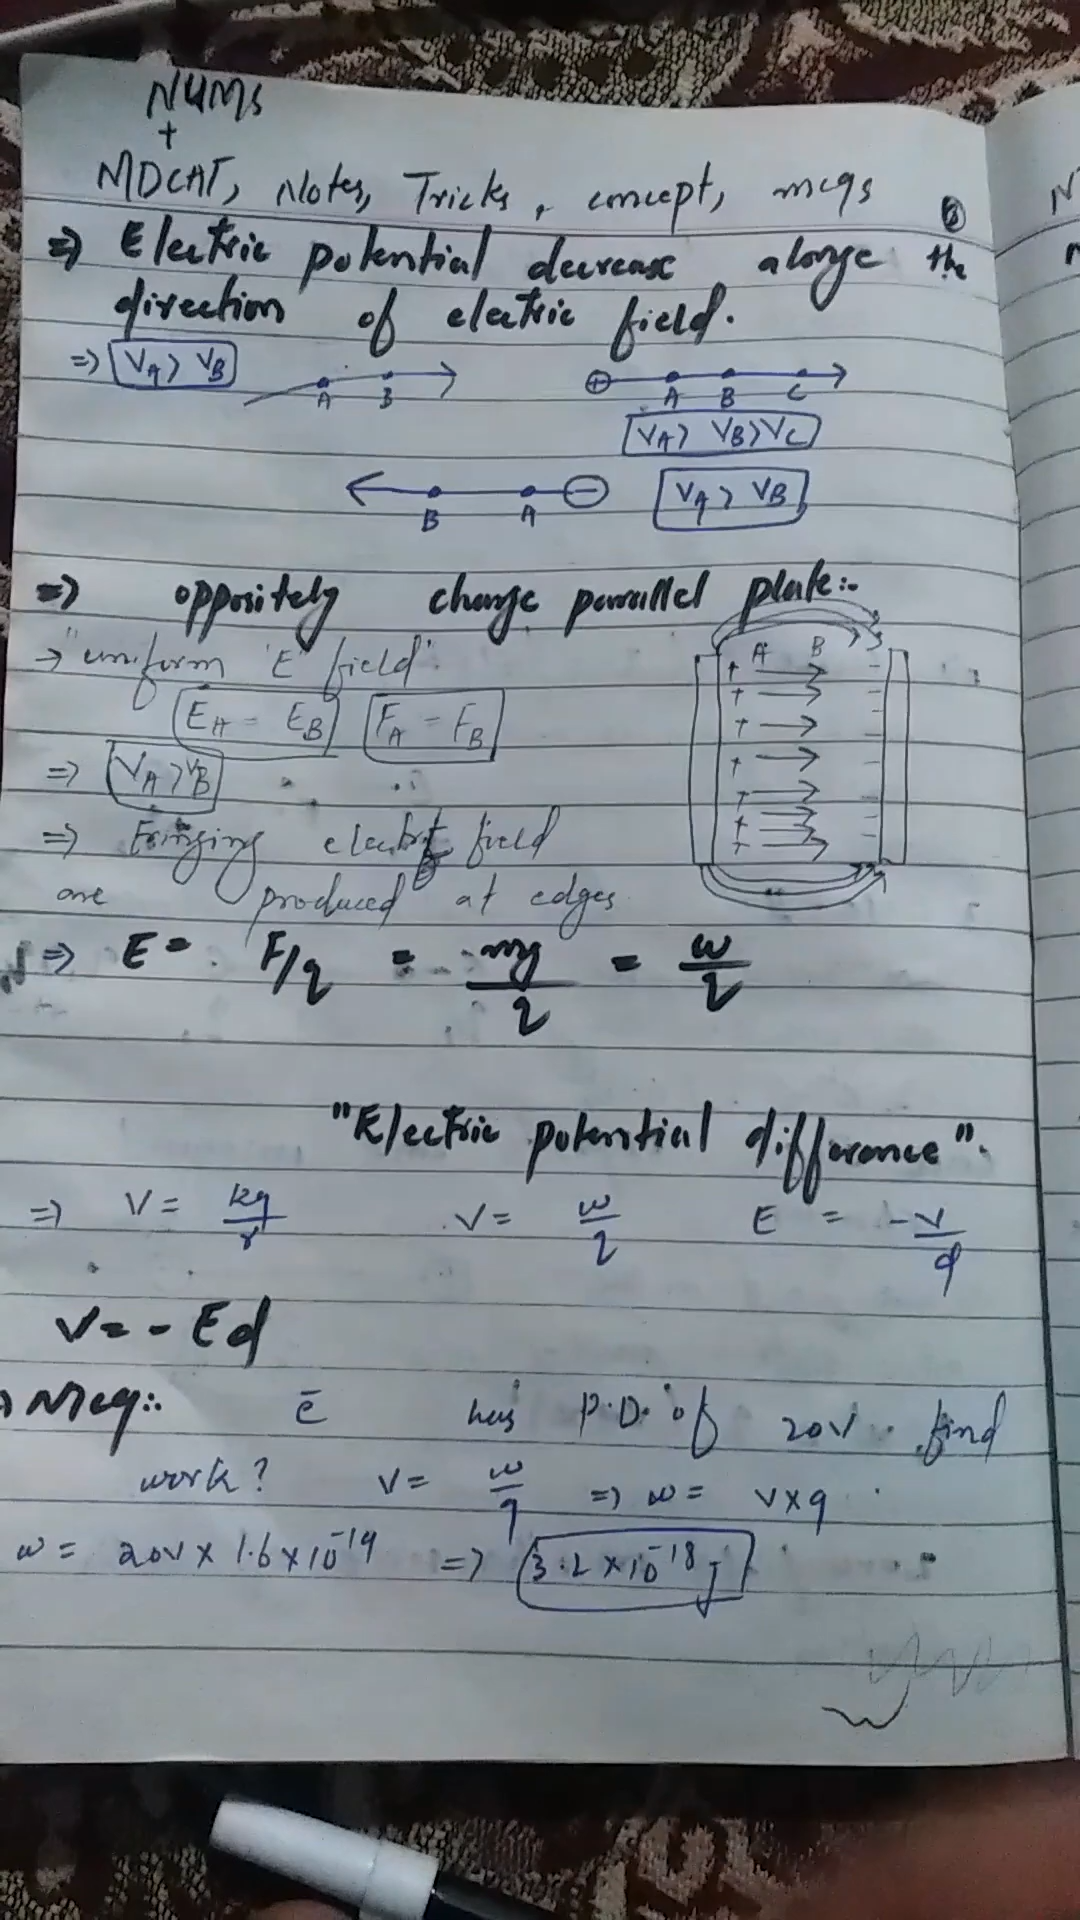 NUMS
+
MDCAT, Notes, Tricks, concept, mcqs
⇒ Electric potential decrease alonge the
direction of electric field.
⇒ VA > VB
A B
+ A B C
VA > VB > VC
B A −
VA > VB
⇒ oppositely charge parallel plate:-
→ "uniform 'E' field".
A B
EA = EB FA = FB
⇒ VA > VB
⇒ Fringing electric field
are produced at edges
⇒ E = F/q = mg/q = w/q
"Electric potential difference".
⇒ V = kq/r V = w/q E = -V/d
V = - Ed
⇒ Mcq:- ē has P.D. of 20V. find
work? V = w/q ⇒ w = V x q
w = 20V x 1.6 x 10⁻¹⁹ ⇒ 3.2 x 10⁻¹⁸ J